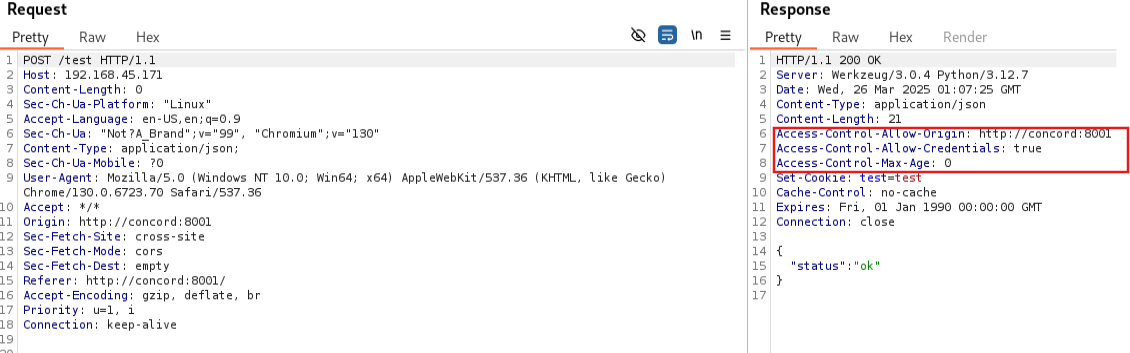 Request
Pretty Raw Hex \n
1 POST /test HTTP/1.1
2 Host: 192.168.45.171
3 Content-Length: 0
4 Sec-Ch-Ua-Platform: "Linux"
5 Accept-Language: en-US,en;q=0.9
6 Sec-Ch-Ua: "Not?A_Brand";v="99", "Chromium";v="130"
7 Content-Type: application/json;
8 Sec-Ch-Ua-Mobile: ?0
9 User-Agent: Mozilla/5.0 (Windows NT 10.0; Win64; x64) AppleWebKit/537.36 (KHTML, like Gecko)
Chrome/130.0.6723.70 Safari/537.36
10 Accept: */*
11 Origin: http://concord:8001
12 Sec-Fetch-Site: cross-site
13 Sec-Fetch-Mode: cors
14 Sec-Fetch-Dest: empty
15 Referer: http://concord:8001/
16 Accept-Encoding: gzip, deflate, br
17 Priority: u=1, i
18 Connection: keep-alive
19
20
Response
Pretty Raw Hex Render
1 HTTP/1.1 200 OK
2 Server: Werkzeug/3.0.4 Python/3.12.7
3 Date: Wed, 26 Mar 2025 01:07:25 GMT
4 Content-Type: application/json
5 Content-Length: 21
6 Access-Control-Allow-Origin: http://concord:8001
7 Access-Control-Allow-Credentials: true
8 Access-Control-Max-Age: 0
9 Set-Cookie: test=test
10 Cache-Control: no-cache
11 Expires: Fri, 01 Jan 1990 00:00:00 GMT
12 Connection: close
13
14 {
15 "status":"ok"
16 }
17